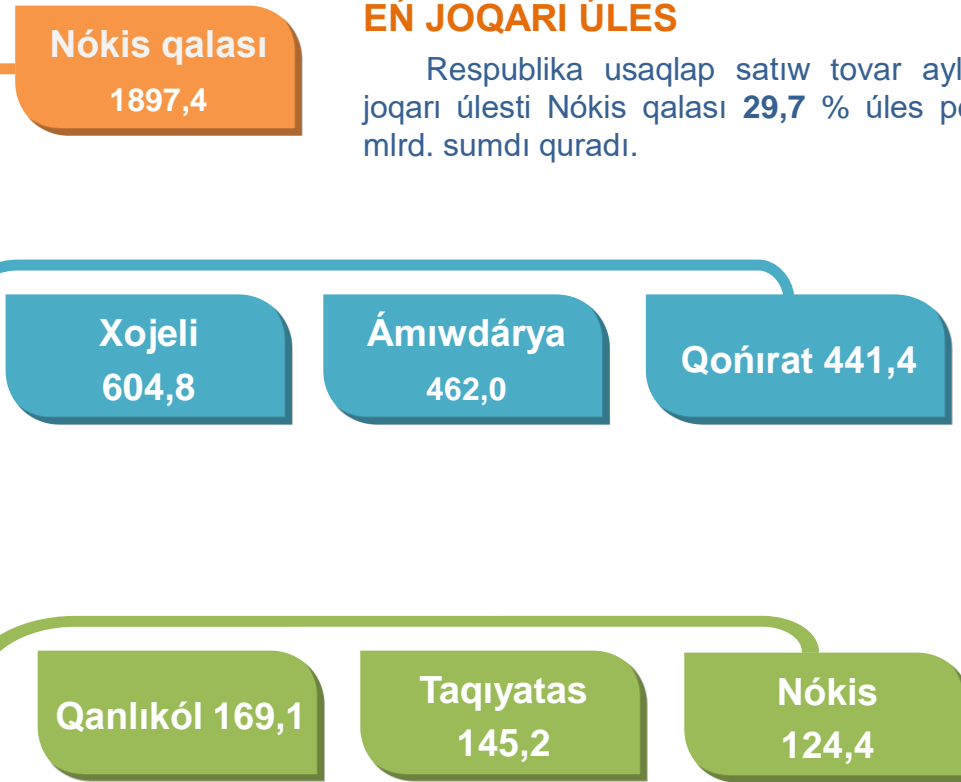 Nókis qalası
1897,4
EŃ JOQARI ÚLES
Respublika usaqlap satıw tovar
joqarı úlesti Nókis qalası 29,7 % úles
mlrd. sumdı quradı.
Xojeli
604,8
Ámıwdárya
462,0
Qońırat 441,4
Qanlıkól 169,1
Taqıyatas
145,2
Nókis
124,4